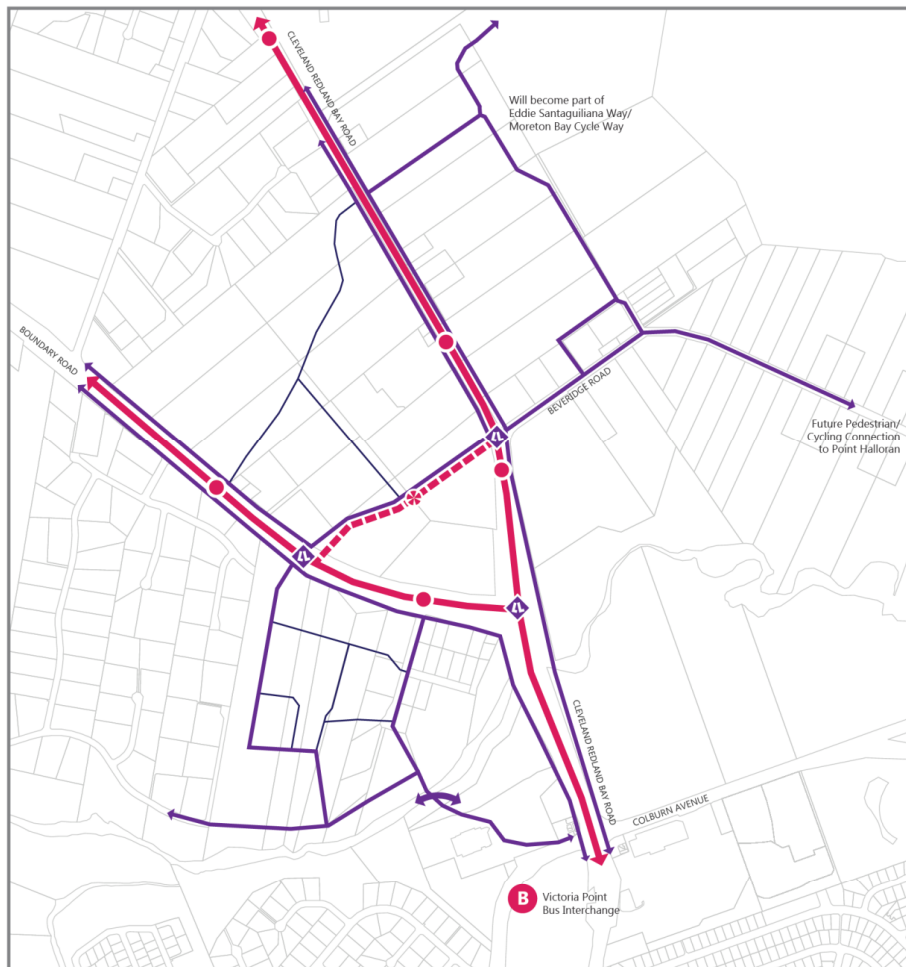 CLEVELAND REDLAND BAY ROAD
Will become part of
Eddie Santaguiliana Way/
Moreton Bay Cycle Way
BOUNDARY ROAD
BEVERIDGE ROAD
Future Pedestrian/
Cycling Connection
to Point Halloran
CLEVELAND REDLAND BAY ROAD
COLBURN AVENUE
B
Victoria Point
Bus Interchange